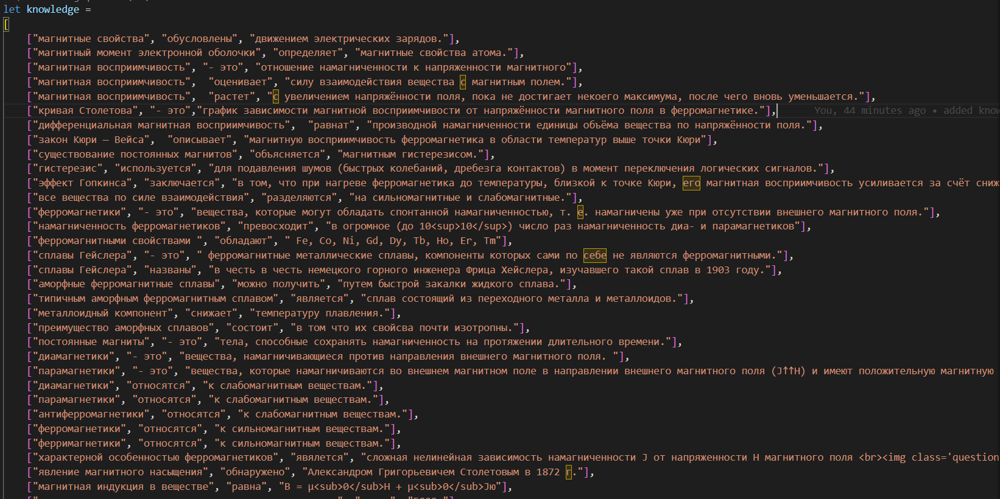 let knowledge =
[
["магнитные свойства", "обусловлены", "движением электрических зарядов."],
["магнитный момент электронной оболочки", "определяет", "магнитные свойства атома."],
["магнитная восприимчивость", "- это", "отношение намагниченности к напряженности магнитного"],
["магнитная восприимчивость",  "оценивает", "силу взаимодействия вещества с магнитным полем."],
["магнитная восприимчивость",  "растет", "с увеличением напряжённости поля, пока не достигает некоего максимума, после чего вновь уменьшается."],
["кривая Столетова", "- это","график зависимости магнитной восприимчивости от напряжённости магнитного поля в ферромагнетике."], You, 44 minutes ago • added know
["дифференциальная магнитная восприимчивость",  "равнат", "производной намагниченности единицы объёма вещества по напряжённости поля."],
["закон Кюри — Вейса",  "описывает", "магнитную восприимчивость ферромагнетика в области температур выше точки Кюри"],
["существование постоянных магнитов", "объясняется", "магнитным гистерезисом."],
["гистерезис", "используется", "для подавления шумов (быстрых колебаний, дребезга контактов) в момент переключения логических сигналов."],
["эффект Гопкинса", "заключается", "в том, что при нагреве ферромагнетика до температуры, близкой к точке Кюри, его магнитная восприимчивость усиливается за счёт сниж
["все вещества по силе взаимодействия", "разделяются", "на сильномагнитные и слабомагнитные."],
["ферромагнетики", "- это", "вещества, которые могут обладать спонтанной намагниченностью, т. е. намагничены уже при отсутствии внешнего магнитного поля."],
["намагниченность ферромагнетиков", "превосходит", "в огромное (до 10<sup>10</sup>) число раз намагниченность диа- и парамагнетиков"],
["ферромагнитными свойствами ", "обладают", " Fe, Co, Ni, Gd, Dy, Tb, Ho, Er, Tm"],
["сплавы Гейслера", "- это", " ферромагнитные металлические сплавы, компоненты которых сами по себе не являются ферромагнитными."],
["сплавы Гейслера", "названы", "в честь в честь немецкого горного инженера Фрица Хейслера, изучавшего такой сплав в 1903 году."],
["аморфные ферромагнитные сплавы", "можно получить", "путем быстрой закалки жидкого сплава."],
["типичным аморфным ферромагнитным сплавом", "является", "сплав состоящий из переходного металла и металлоидов."],
["металлоидный компонент", "снижает", "температуру плавления."],
["преимущество аморфных сплавов", "состоит", "в том что их свойсва почти изотропны."],
["постоянные магниты", "- это", "тела, способные сохранять намагниченность на протяжении длительного времени."],
["диамагнетики", "- это", "вещества, намагничивающиеся против направления внешнего магнитного поля. "],
["парамагнетики", "- это", "вещества, которые намагничиваются во внешнем магнитном поле в направлении внешнего магнитного поля (J↑↑H) и имеют положительную магнитную
["диамагнетики", "относятся", "к слабомагнитным веществам."],
["парамагнетики", "относятся", "к слабомагнитным веществам."],
["антиферромагнетики", "относятся", "к слабомагнитным веществам."],
["ферромагнетики", "относятся", "к сильномагнитным веществам."],
["ферримагнетики", "относятся", "к сильномагнитным веществам."],
["характерной особенностью ферромагнетиков", "явялется", "сложная нелинейная зависимость намагниченности J от напряженности H магнитного поля <br><img class='question
["явление магнитного насыщения", "обнаружено", "Александром Григорьевичем Столетовым в 1872 г."],
["магнитная индукция в веществе", "равна", "B = μ<sub>0</sub>H + μ<sub>0</sub>Jю"],